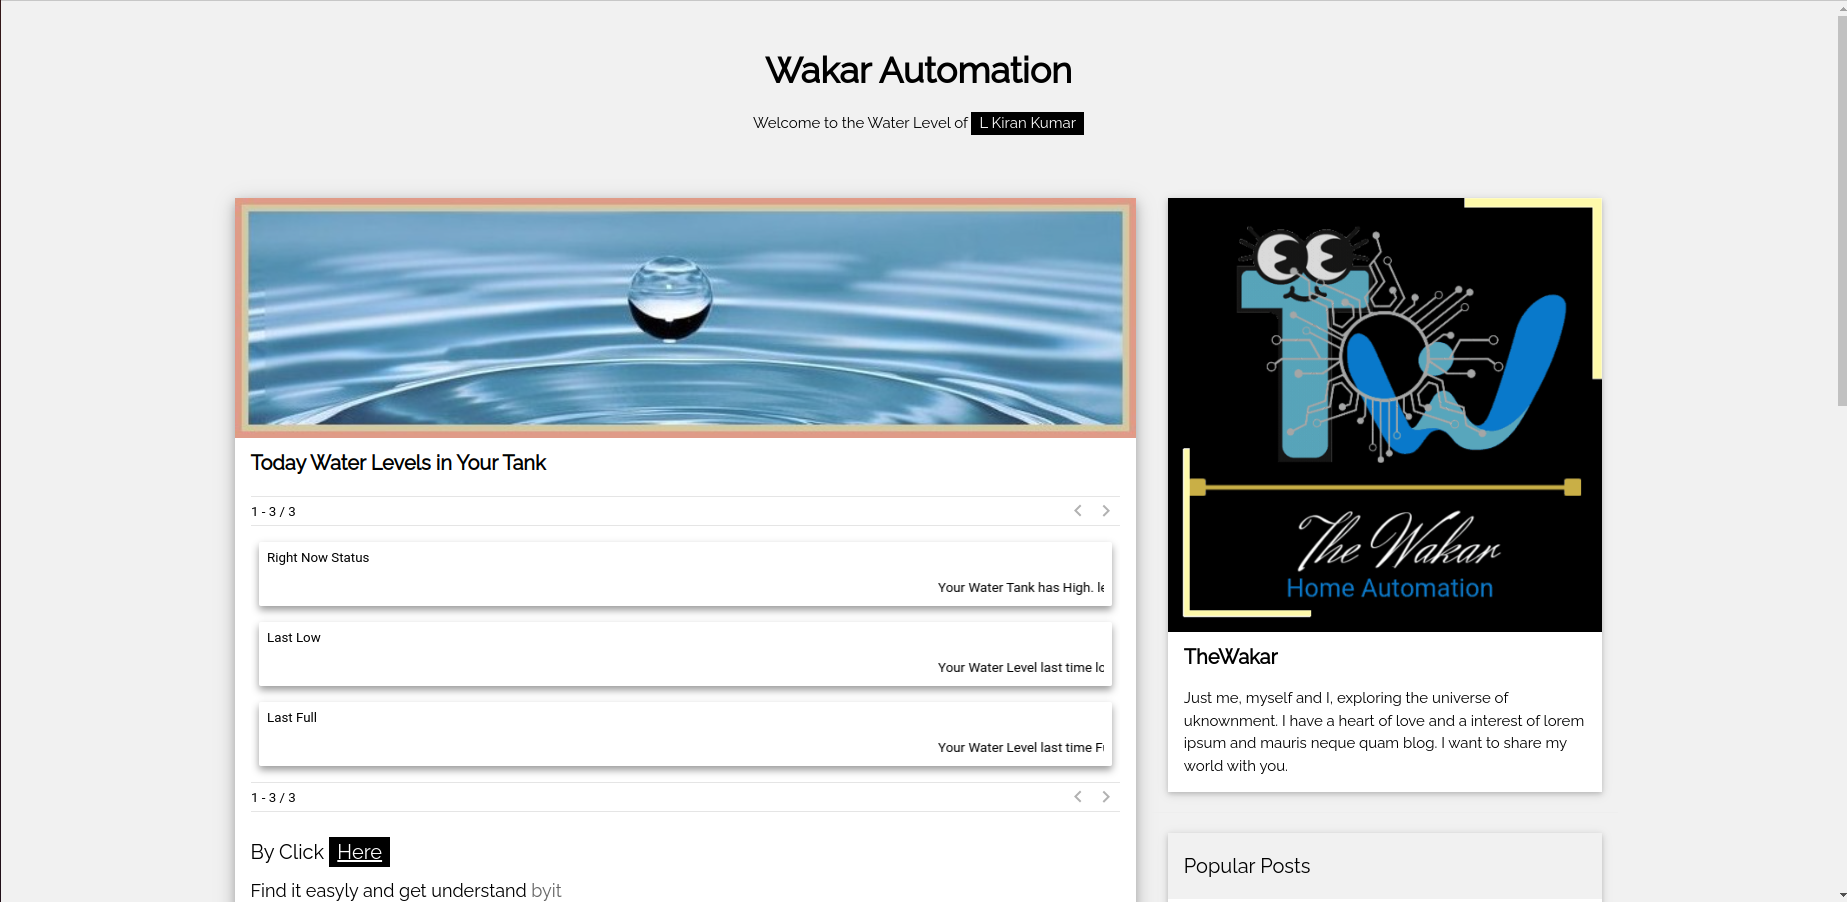 Wakar Automation
Welcome to the Water Level of L Kiran Kumar
Today Water Levels in Your Tank
1 - 3 / 3
Right Now Status
Your Water Tank has High. le
Last Low
Your Water Level last time lo
Last Full
Your Water Level last time F
1 - 3 / 3
By Click Here
Find it easyly and get understand byit
The Wakar
Home Automation
TheWakar
Just me, myself and I, exploring the universe of
uknownment. I have a heart of love and a interest of lorem
ipsum and mauris neque quam blog. I want to share my
world with you.
Popular Posts